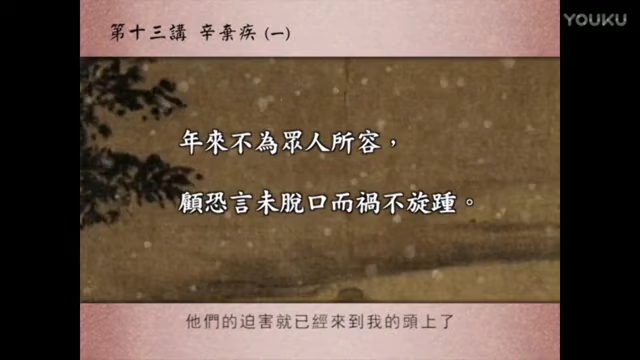 第十三講 辛棄疾 (一)
YOUKU
年來不為眾人所容，
顧恐言未脫口而禍不旋踵。
他們的迫害就已經來到我的頭上了